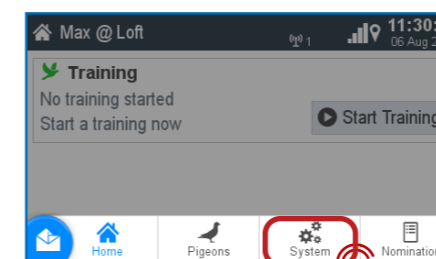 Max @ Loft
1
11:30:
06 Aug 2
Training
No training started
Start a training now
Start Training
Home
Pigeons
System
Nomination